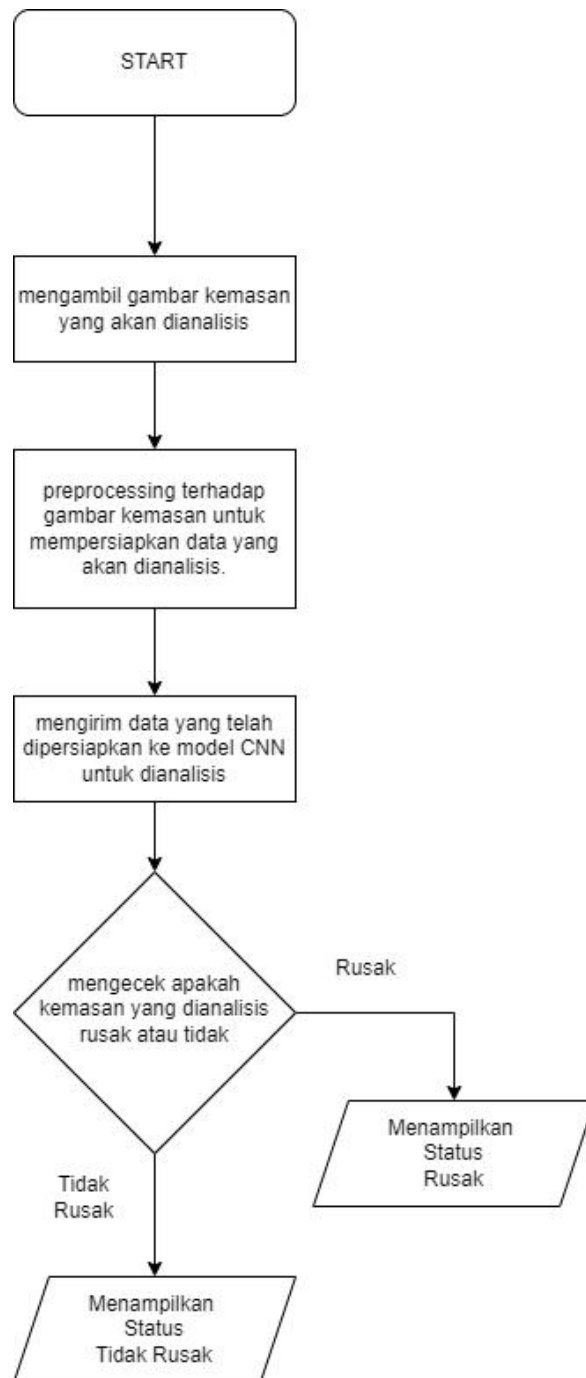 START
mengambil gambar kemasan
yang akan dianalisis
preprocessing terhadap
gambar kemasan untuk
mempersiapkan data yang
akan dianalisis.
mengirim data yang telah
dipersiapkan ke model CNN
untuk dianalisis
mengecek apakah
kemasan yang dianalisis
rusak atau tidak
Rusak
Menampilkan
Status
Rusak
Tidak
Rusak
Menampilkan
Status
Tidak Rusak